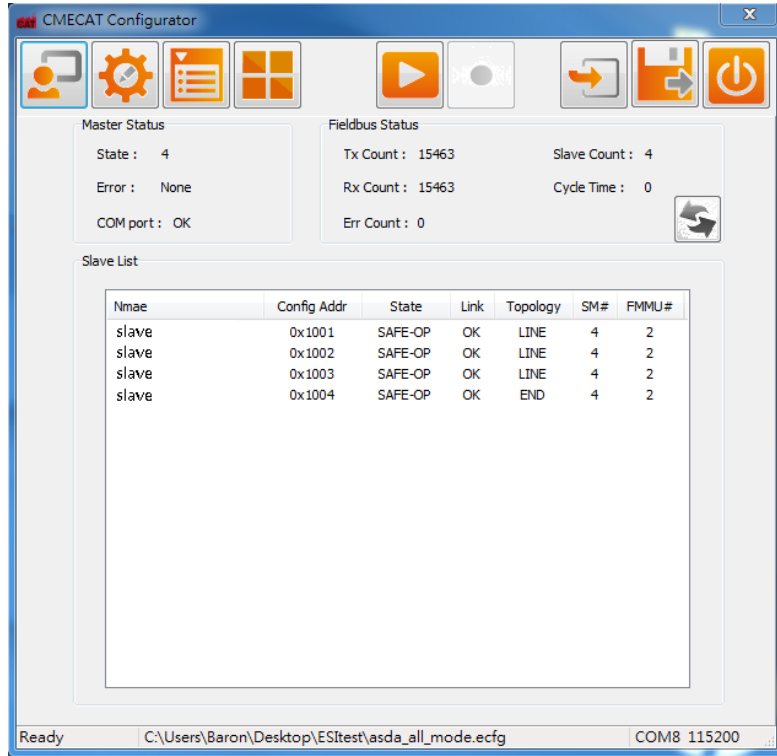 CAT CMECAT Configurator
x
Master Status
State : 4
Error : None
COM port : OK
Fieldbus Status
Tx Count : 15463
Slave Count : 4
Rx Count : 15463
Cycle Time : 0
Err Count : 0
Slave List
Nmae Config Addr State Link Topology SM# FMMU#
slave 0x1001 SAFE-OP OK LINE 4 2
slave 0x1002 SAFE-OP OK LINE 4 2
slave 0x1003 SAFE-OP OK LINE 4 2
slave 0x1004 SAFE-OP OK END 4 2
Ready C:\Users\Baron\Desktop\ESItest\asda_all_mode.ecfg COM8 115200